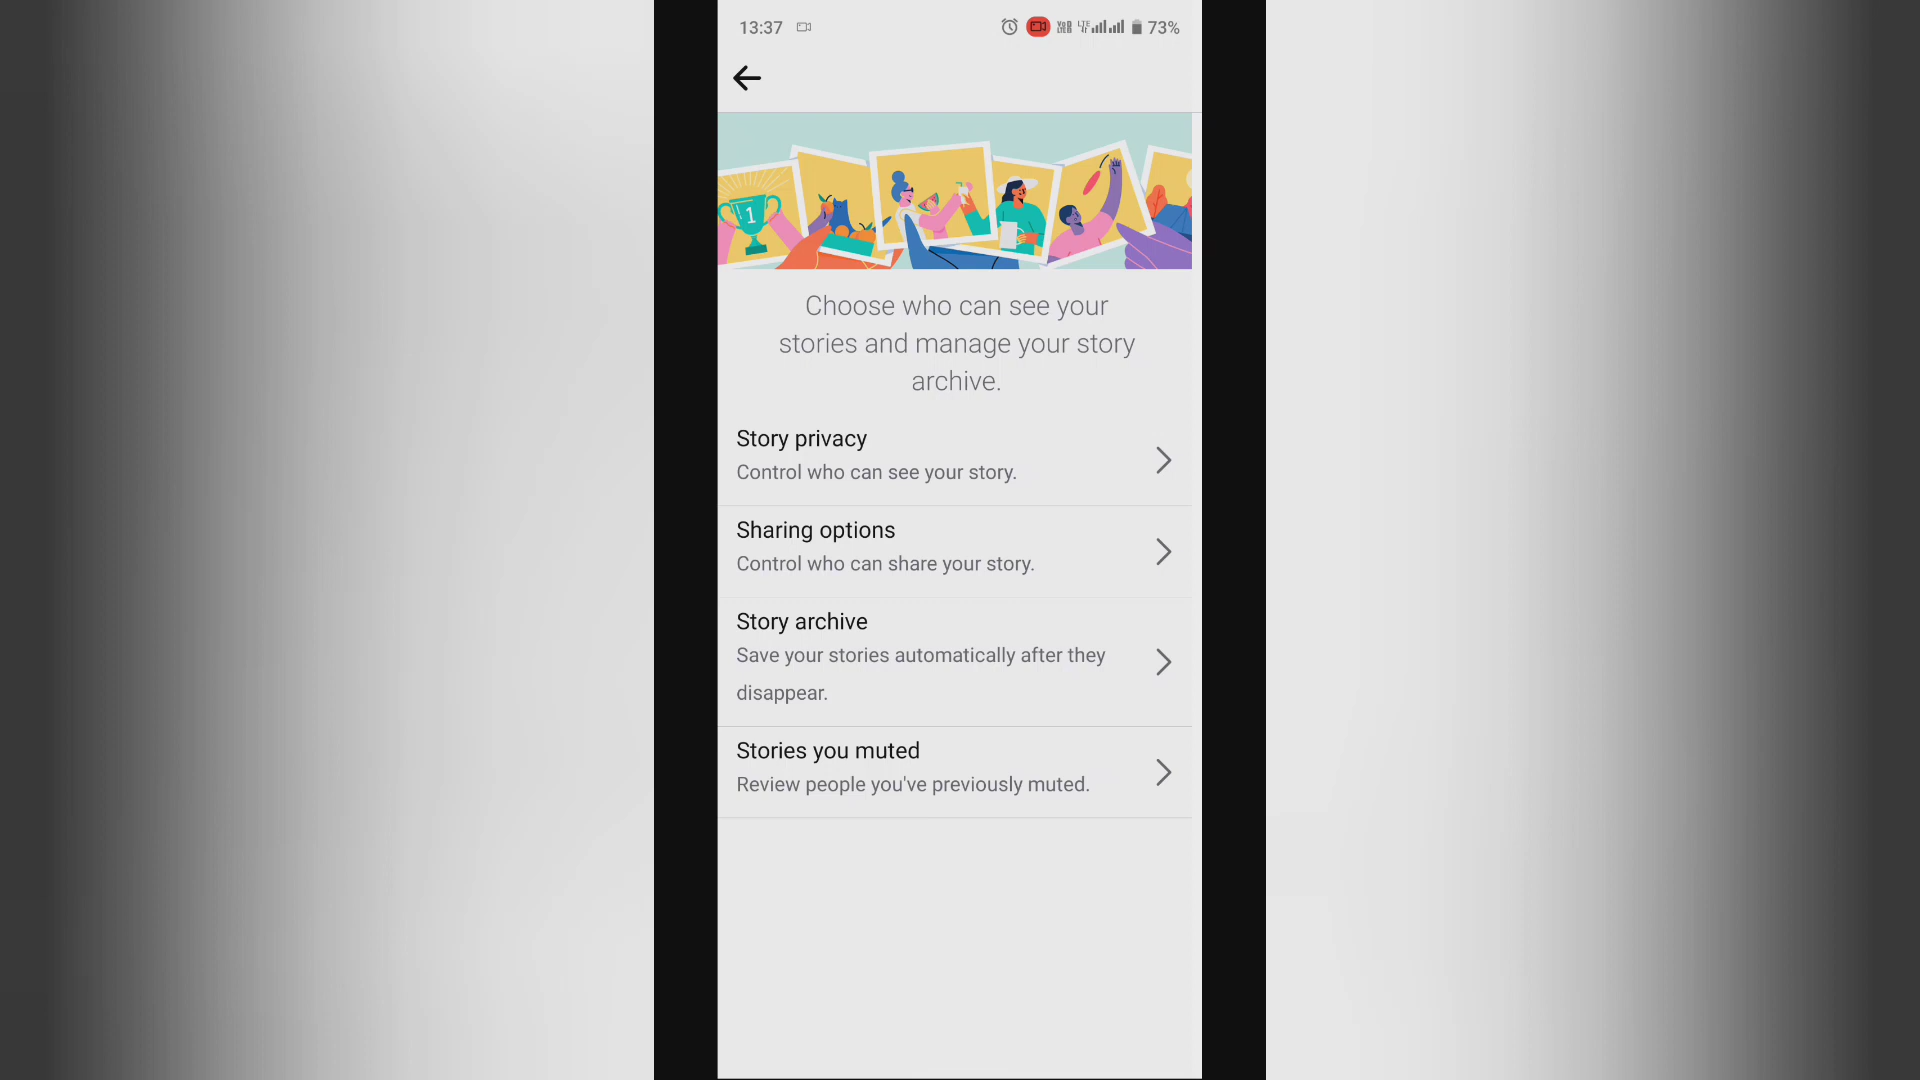 13:37
73%
1
Choose who can see your
stories and manage your story
archive.
Story privacy
Control who can see your story.
Sharing options
Control who can share your story.
Story archive
Save your stories automatically after they
disappear.
Stories you muted
Review people you've previously muted.